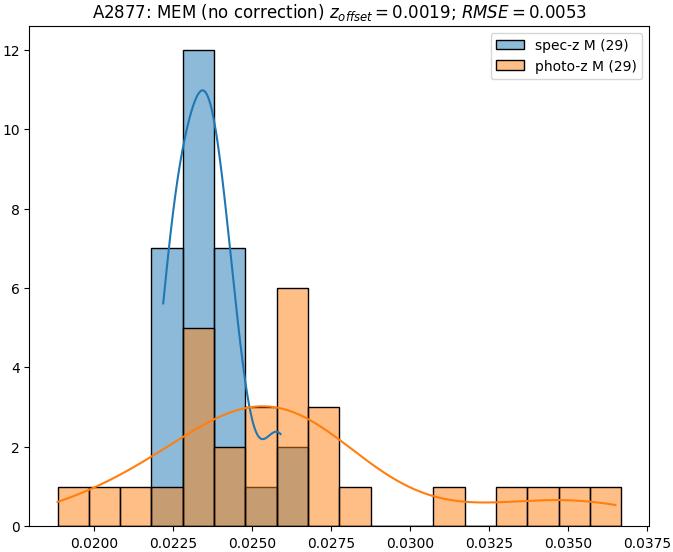 A2877: MEM (no correction) z_offset = 0.0019; RMSE = 0.0053
spec-z M (29)
photo-z M (29)
12
10
8
6
4
2
0
0.0200 0.0225 0.0250 0.0275 0.0300 0.0325 0.0350 0.0375